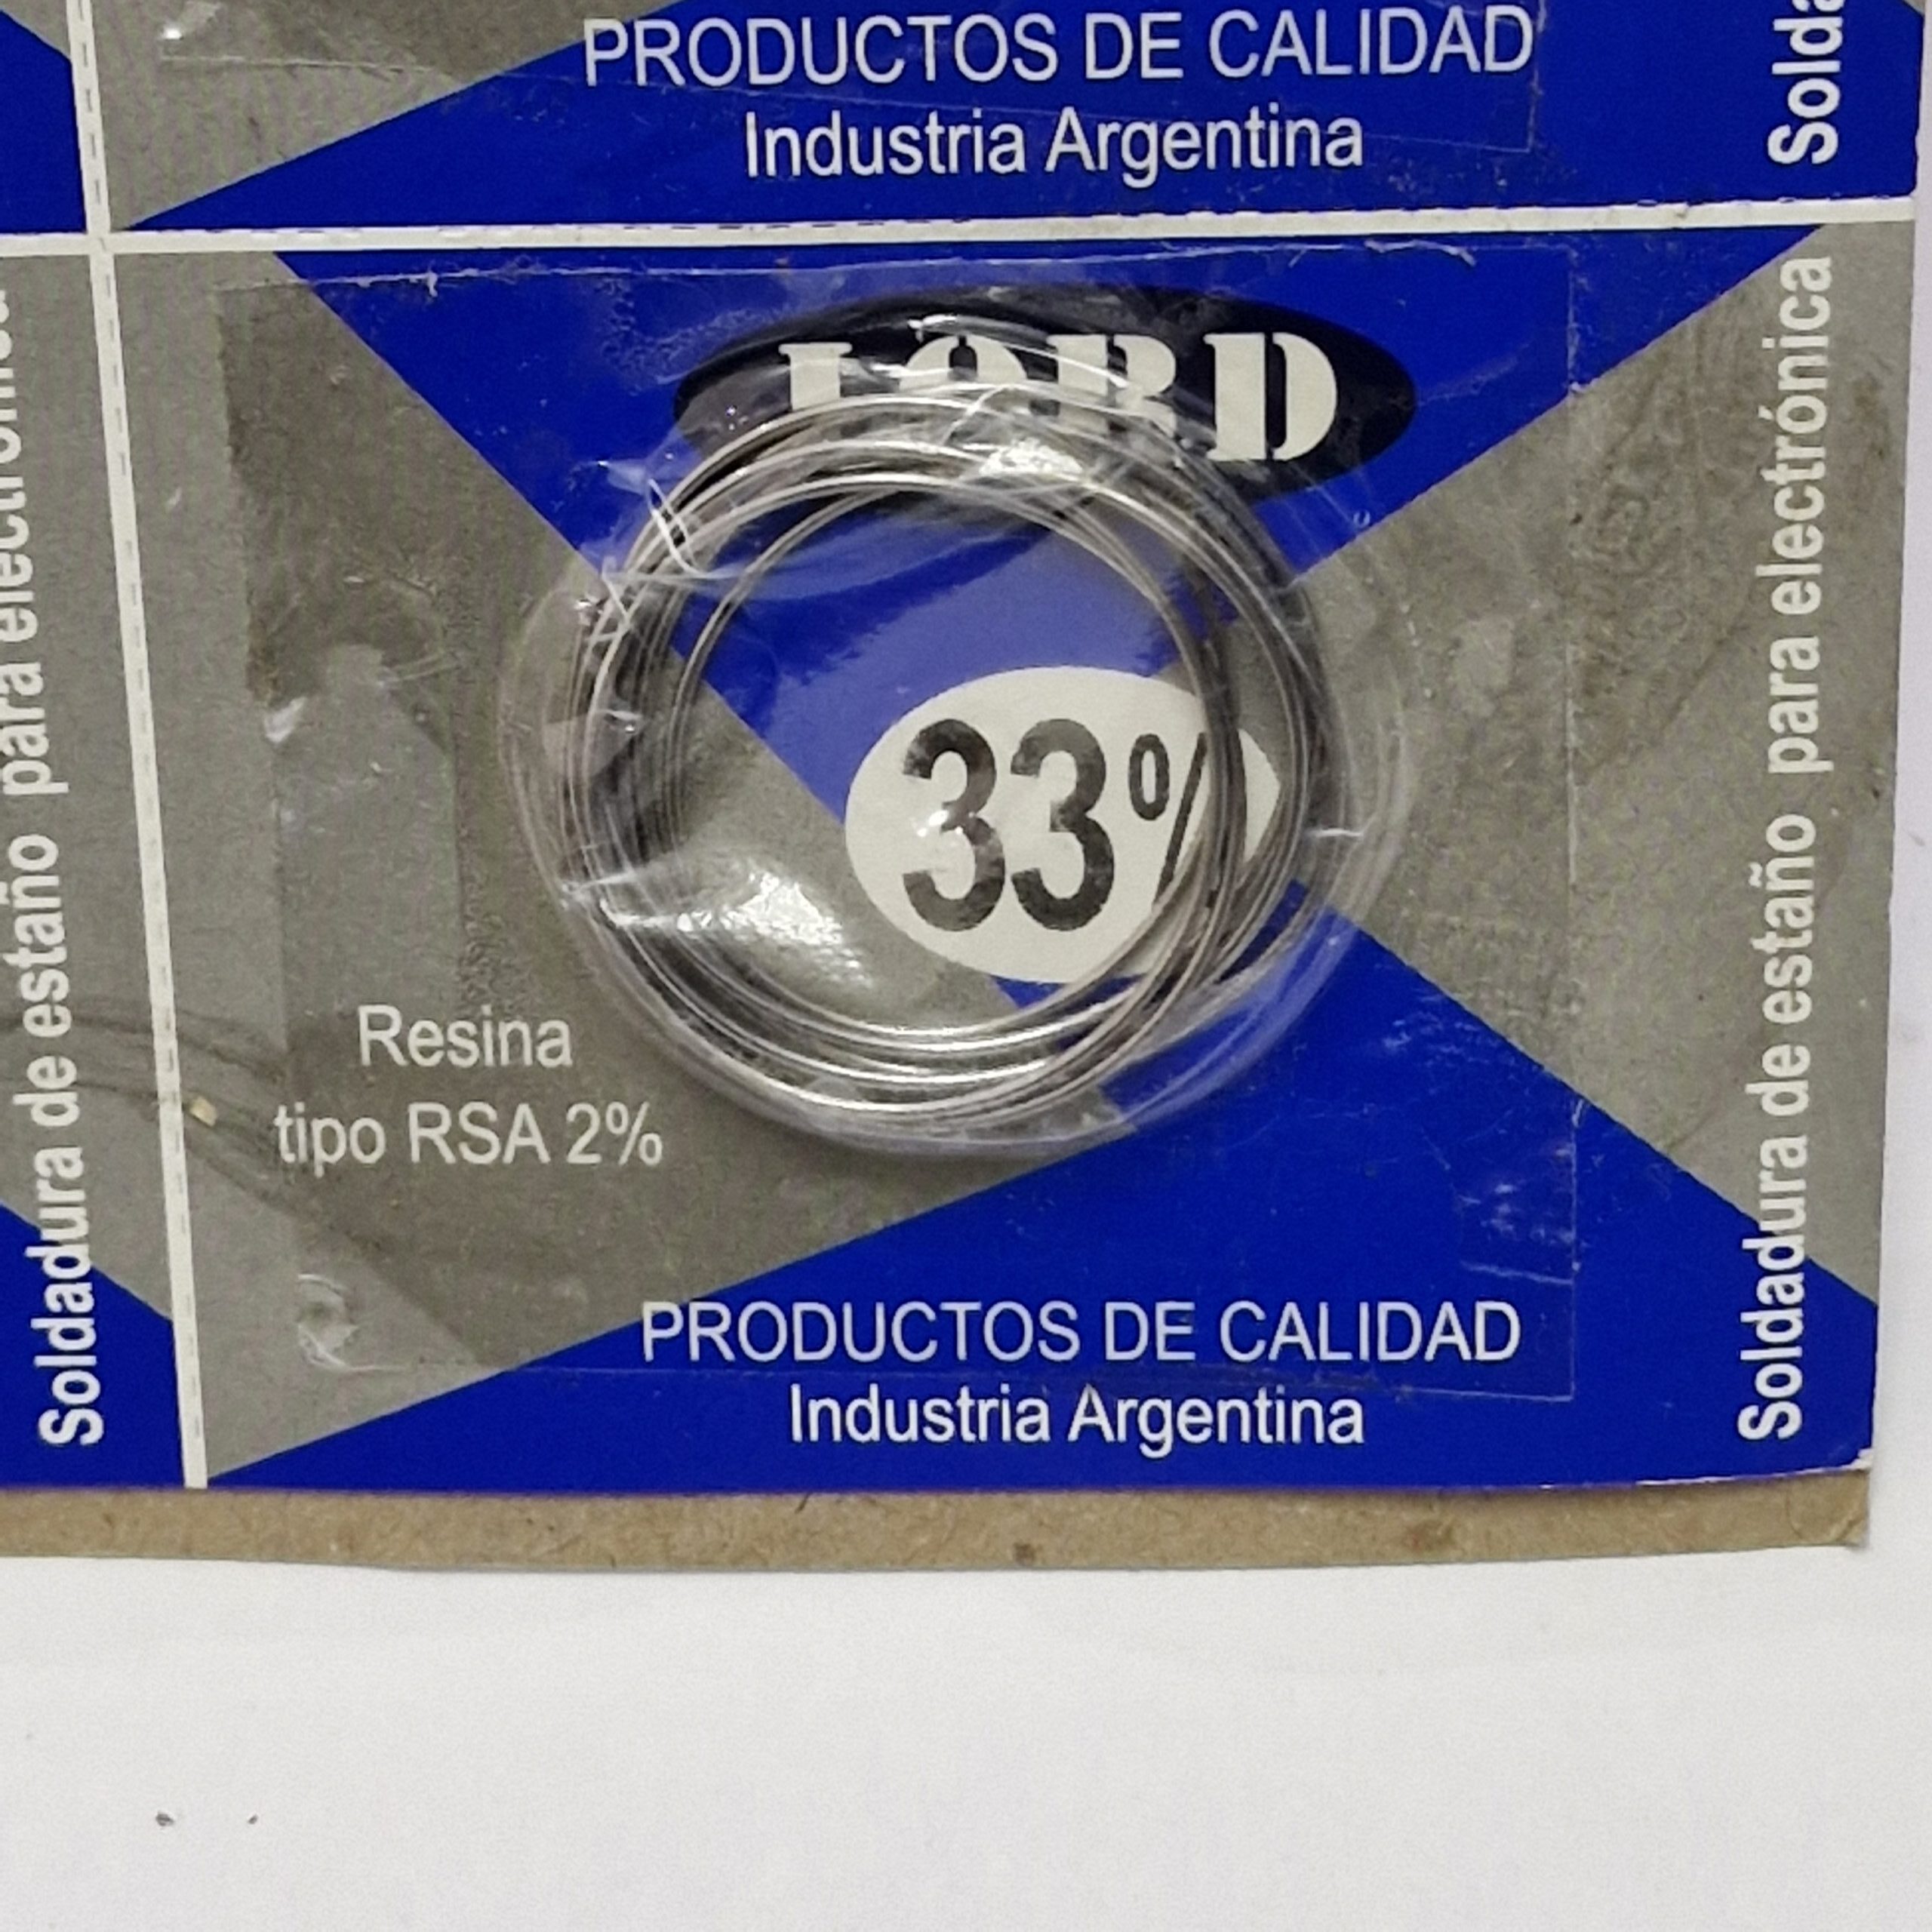 PRODUCTOS DE CALIDAD
Industria Argentina
LORD
33%
Resina
tipo RSA 2%
PRODUCTOS DE CALIDAD
Industria Argentina
Soldadura de estaño para electrónica
Soldadura de estaño para electrónica